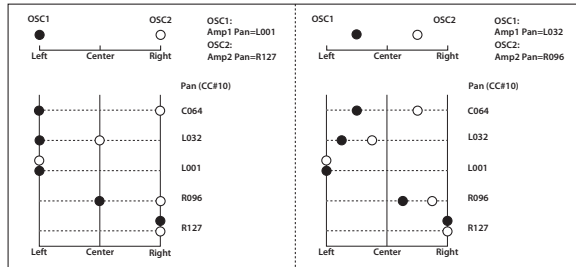 OSC1 OSC2 OSC1:
Amp1 Pan=L001
OSC2:
Amp2 Pan=R127
Left Center Right
Pan (CC#10)
C064
L032
L001
R096
R127
Left Center Right
OSC1 OSC2 OSC1:
Amp1 Pan=L032
OSC2:
Amp2 Pan=R096
Left Center Right
Pan (CC#10)
C064
L032
L001
R096
R127
Left Center Right